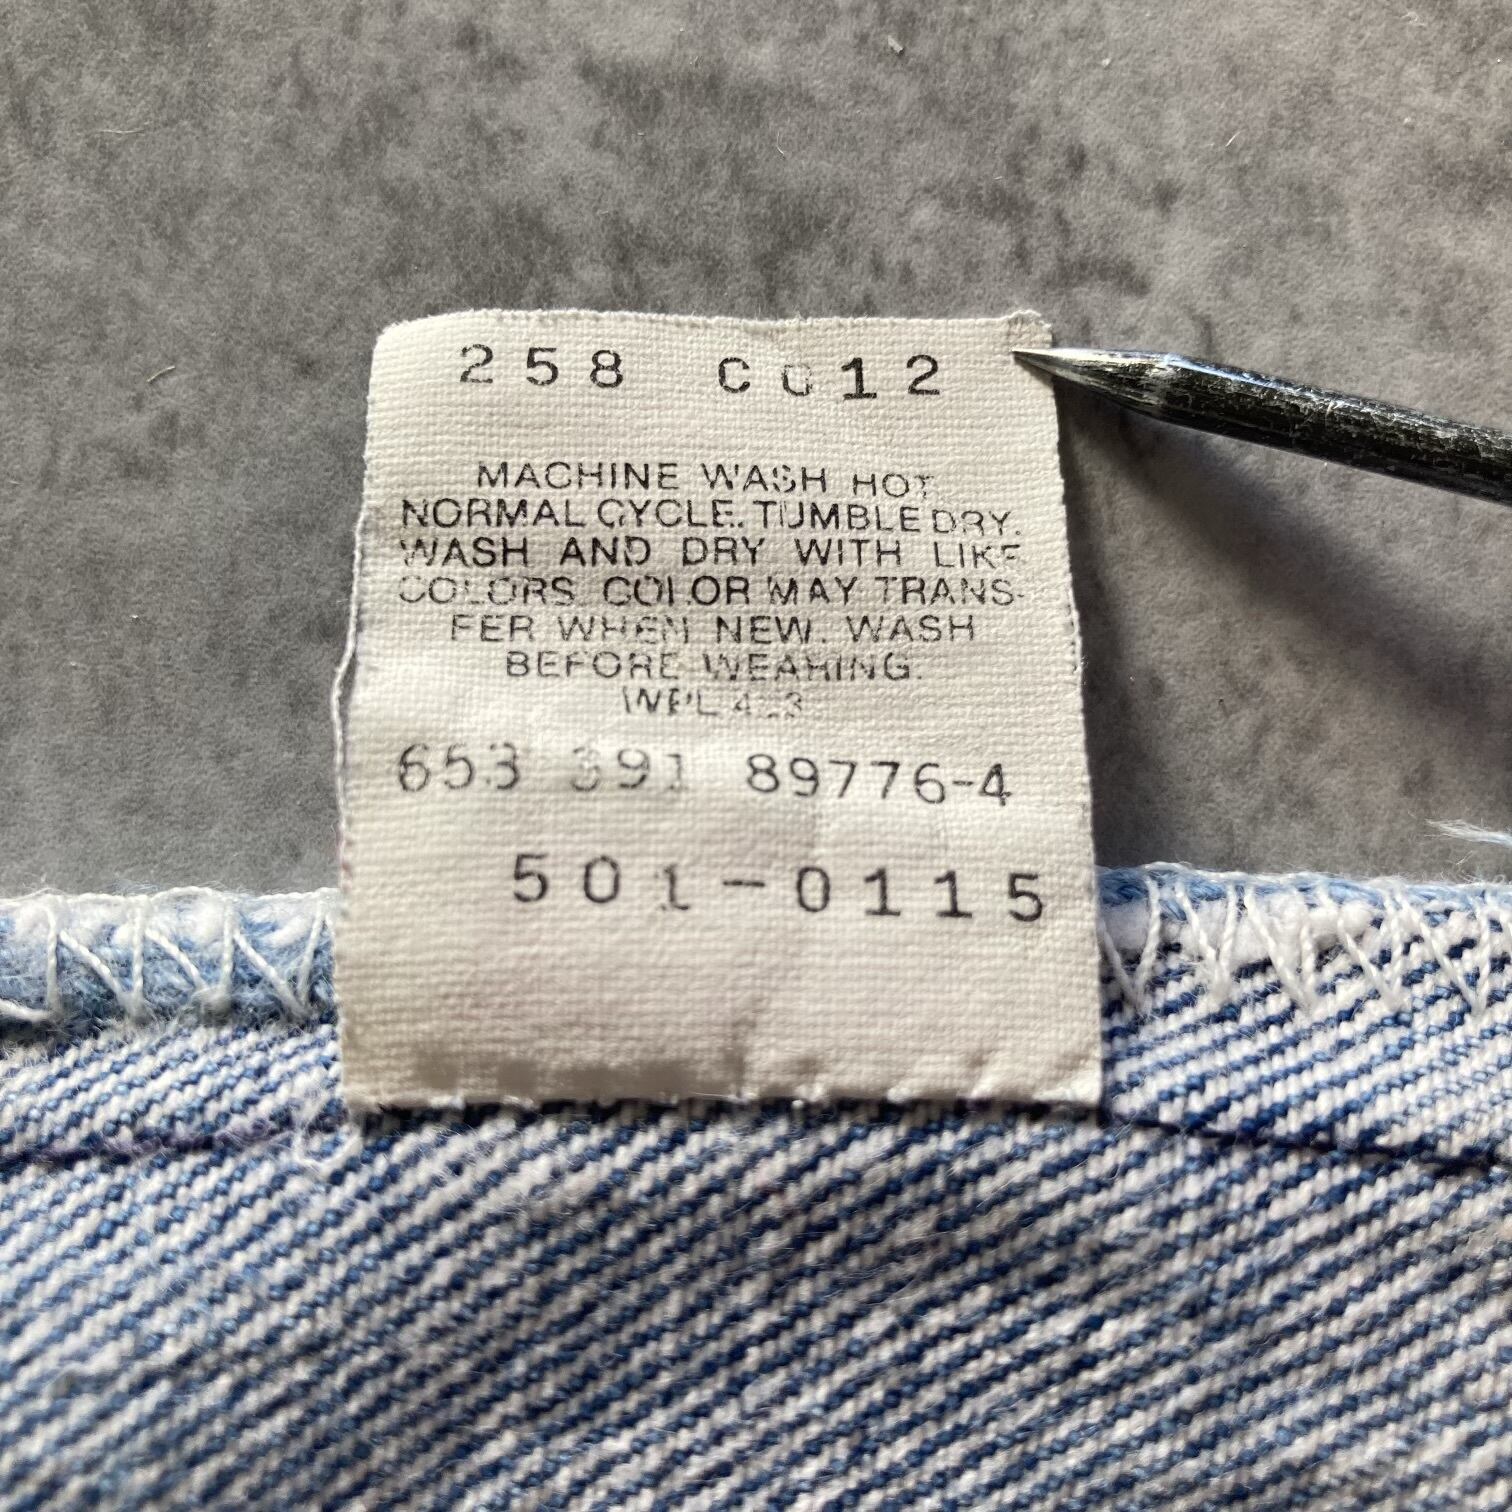 258 C012
MACHINE WASH HOT.
NORMAL CYCLE. TUMBLE DRY.
WASH AND DRY WITH LIKE
COLORS. COLOR MAY TRANS-
FER WHEN NEW. WASH
BEFORE WEARING.
WPL 423
653 391 89776-4
501-0115